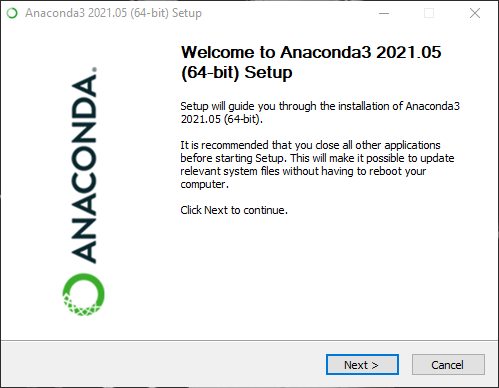 Anaconda3 2021.05 (64-bit) Setup
Welcome to Anaconda3 2021.05
(64-bit) Setup
Setup will guide you through the installation of Anaconda3
2021.05 (64-bit).
It is recommended that you close all other applications
before starting Setup. This will make it possible to update
relevant system files without having to reboot your
computer.
Click Next to continue.
ANACONDA.
Next >
Cancel